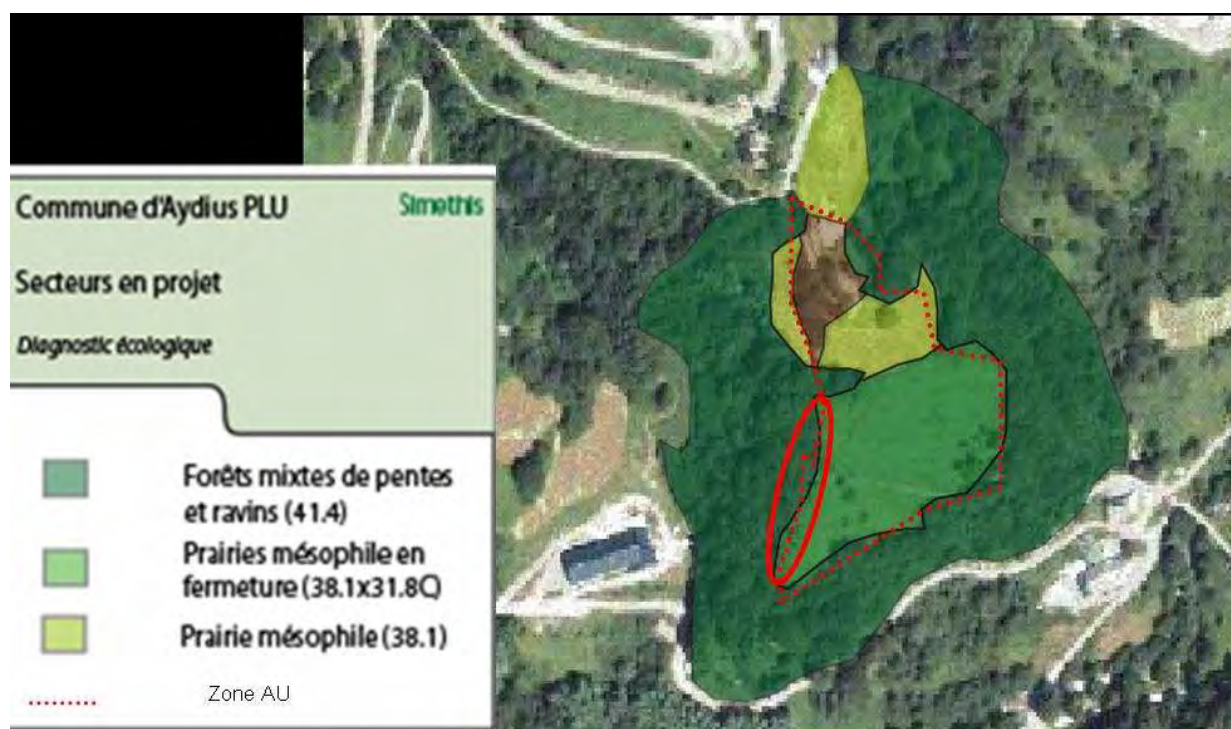 Commune d'Aydius PLU Simethis
Secteurs en projet
Diagnostic écologique
Forêts mixtes de pentes
et ravins (41.4)
Prairies mésophile en
fermeture (38.1x31.8C)
Prairie mésophile (38.1)
Zone AU